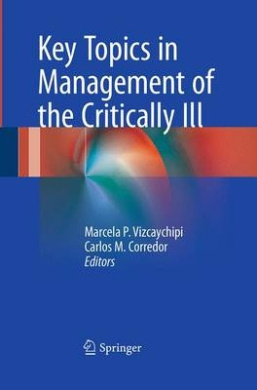 Key Topics in
Management of
the Critically Ill
Marcela P. Vizcaychipi
Carlos M. Corredor
Editors
Springer